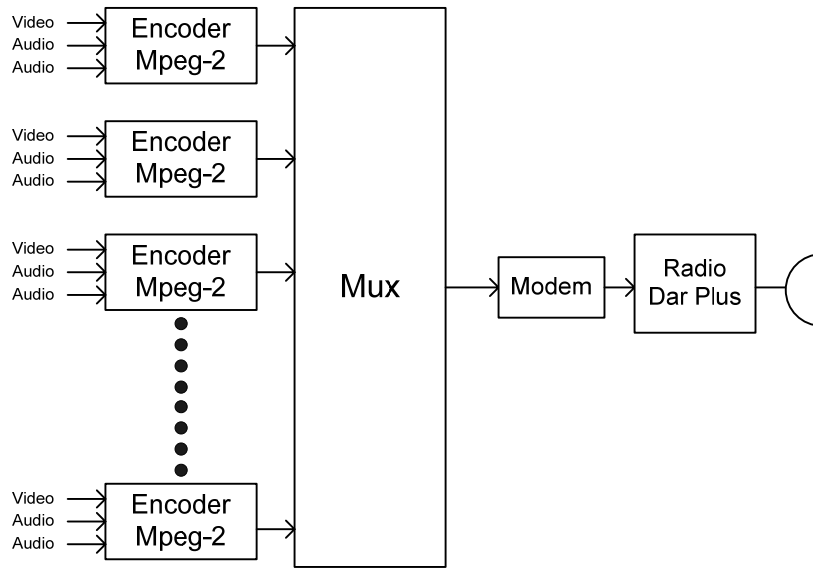 Video
Audio
Audio
Encoder
Mpeg-2
Video
Audio
Audio
Encoder
Mpeg-2
Video
Audio
Audio
Encoder
Mpeg-2
Video
Audio
Audio
Encoder
Mpeg-2
Mux
Modem
Radio
Dar Plus